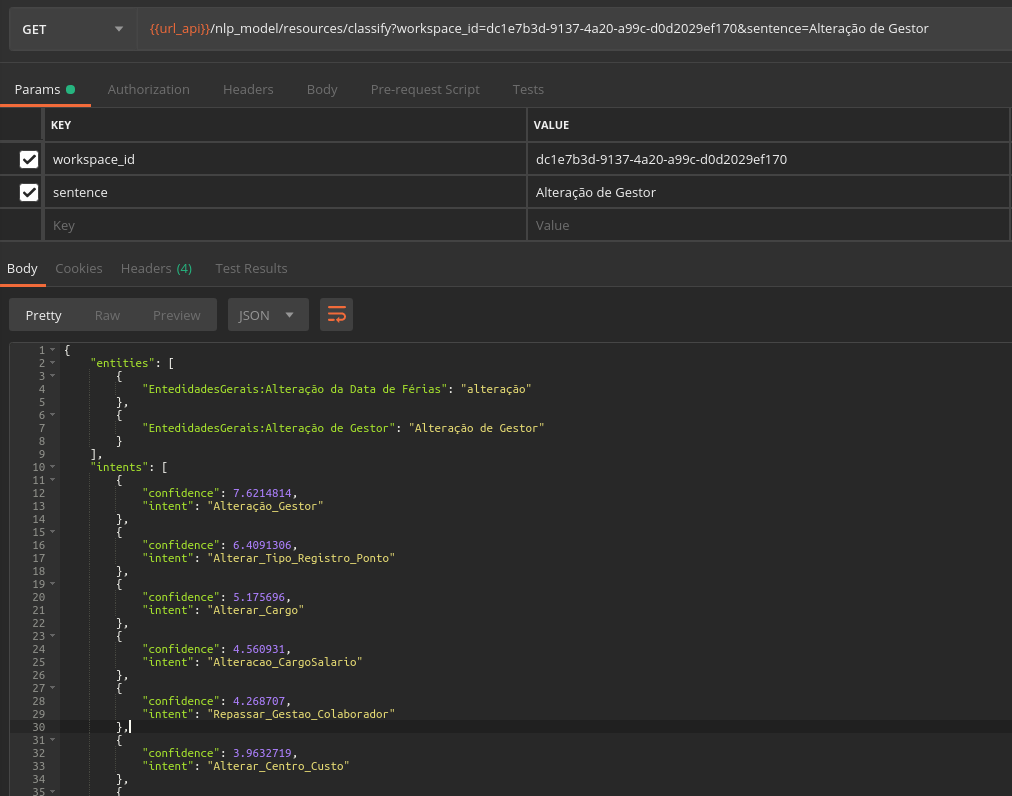 GET {{url_api}}/nlp_model/resources/classify?workspace_id=dc1e7b3d-9137-4a20-a99c-d0d2029ef170&sentence=Alteração de Gestor
Params Authorization Headers Body Pre-request Script Tests
KEY VALUE
workspace_id dc1e7b3d-9137-4a20-a99c-d0d2029ef170
sentence Alteração de Gestor
Key Value
Body Cookies Headers (4) Test Results
Pretty Raw Preview JSON
1 {
2 "entities": [
3 {
4 "EntedidadesGerais:Alteração da Data de Férias": "alteração"
5 },
6 {
7 "EntedidadesGerais:Alteração de Gestor": "Alteração de Gestor"
8 }
9 ],
10 "intents": [
11 {
12 "confidence": 7.6214814,
13 "intent": "Alteração_Gestor"
14 },
15 {
16 "confidence": 6.4091306,
17 "intent": "Alterar_Tipo_Registro_Ponto"
18 },
19 {
20 "confidence": 5.175696,
21 "intent": "Alterar_Cargo"
22 },
23 {
24 "confidence": 4.560931,
25 "intent": "Alteracao_CargoSalario"
26 },
27 {
28 "confidence": 4.268707,
29 "intent": "Repassar_Gestao_Colaborador"
30 },
31 {
32 "confidence": 3.9632719,
33 "intent": "Alterar_Centro_Custo"
34 },
35 {